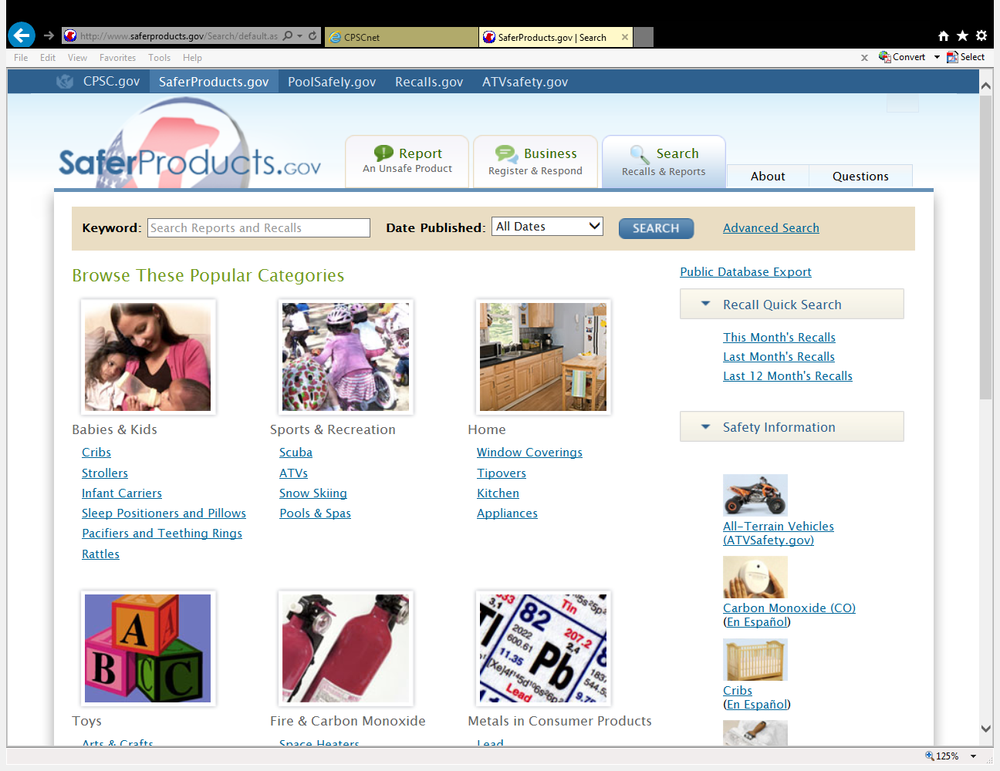 http://www.saferproducts.gov/Search/default.as
CPSCnet
SaferProducts.gov | Search
File Edit View Favorites Tools Help
x Convert Select
CPSC.gov SaferProducts.gov PoolSafely.gov Recalls.gov ATVsafety.gov
SaferProducts.GOV
Report
An Unsafe Product
Business
Register & Respond
Search
Recalls & Reports
About
Questions
Keyword: Search Reports and Recalls Date Published: All Dates SEARCH Advanced Search
Browse These Popular Categories
Babies & Kids
Cribs
Strollers
Infant Carriers
Sleep Positioners and Pillows
Pacifiers and Teething Rings
Rattles
Sports & Recreation
Scuba
ATVs
Snow Skiing
Pools & Spas
Home
Window Coverings
Tipovers
Kitchen
Appliances
A
B
C
C
Toys
Arts & Crafts
Fire & Carbon Monoxide
Space Heaters
Tin
82
207.2
2022
600.61
11.35
2,4
Pb
Lead
Metals in Consumer Products
Lead
Public Database Export
Recall Quick Search
This Month's Recalls
Last Month's Recalls
Last 12 Month's Recalls
Safety Information
All-Terrain Vehicles
(ATVSafety.gov)
Carbon Monoxide (CO)
(En Español)
Cribs
(En Español)
125%